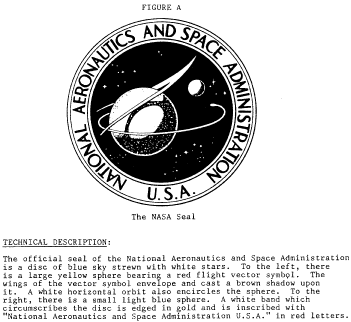 FIGURE A
NATIONAL AERONAUTICS AND SPACE ADMINISTRATION
U.S.A.
The NASA Seal
TECHNICAL DESCRIPTION:
The official seal of the National Aeronautics and Space Administration
is a disc of blue sky strewn with white stars. To the left, there
is a large yellow sphere bearing a red flight vector symbol. The
wings of the vector symbol envelope and cast a brown shadow upon
it. A white horizontal orbit also encircles the sphere. To the
right, there is a small light blue sphere. A white band which
circumscribes the disc is edged in gold and is inscribed with
"National Aeronautics and Space Administration U.S.A." in red letters.